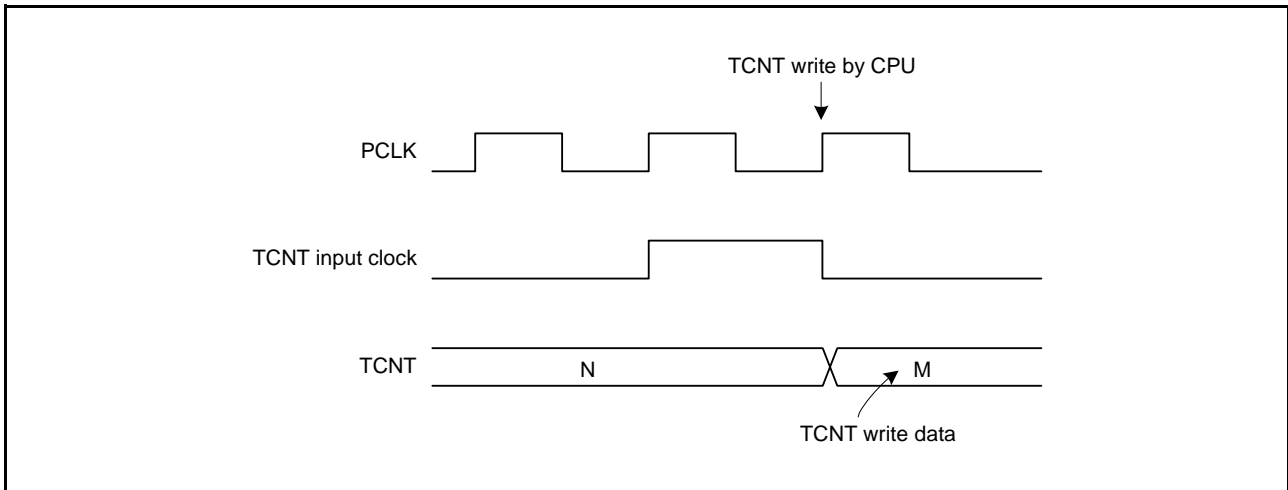 TCNT write by CPU
PCLK
TCNT input clock
TCNT
N
M
TCNT write data